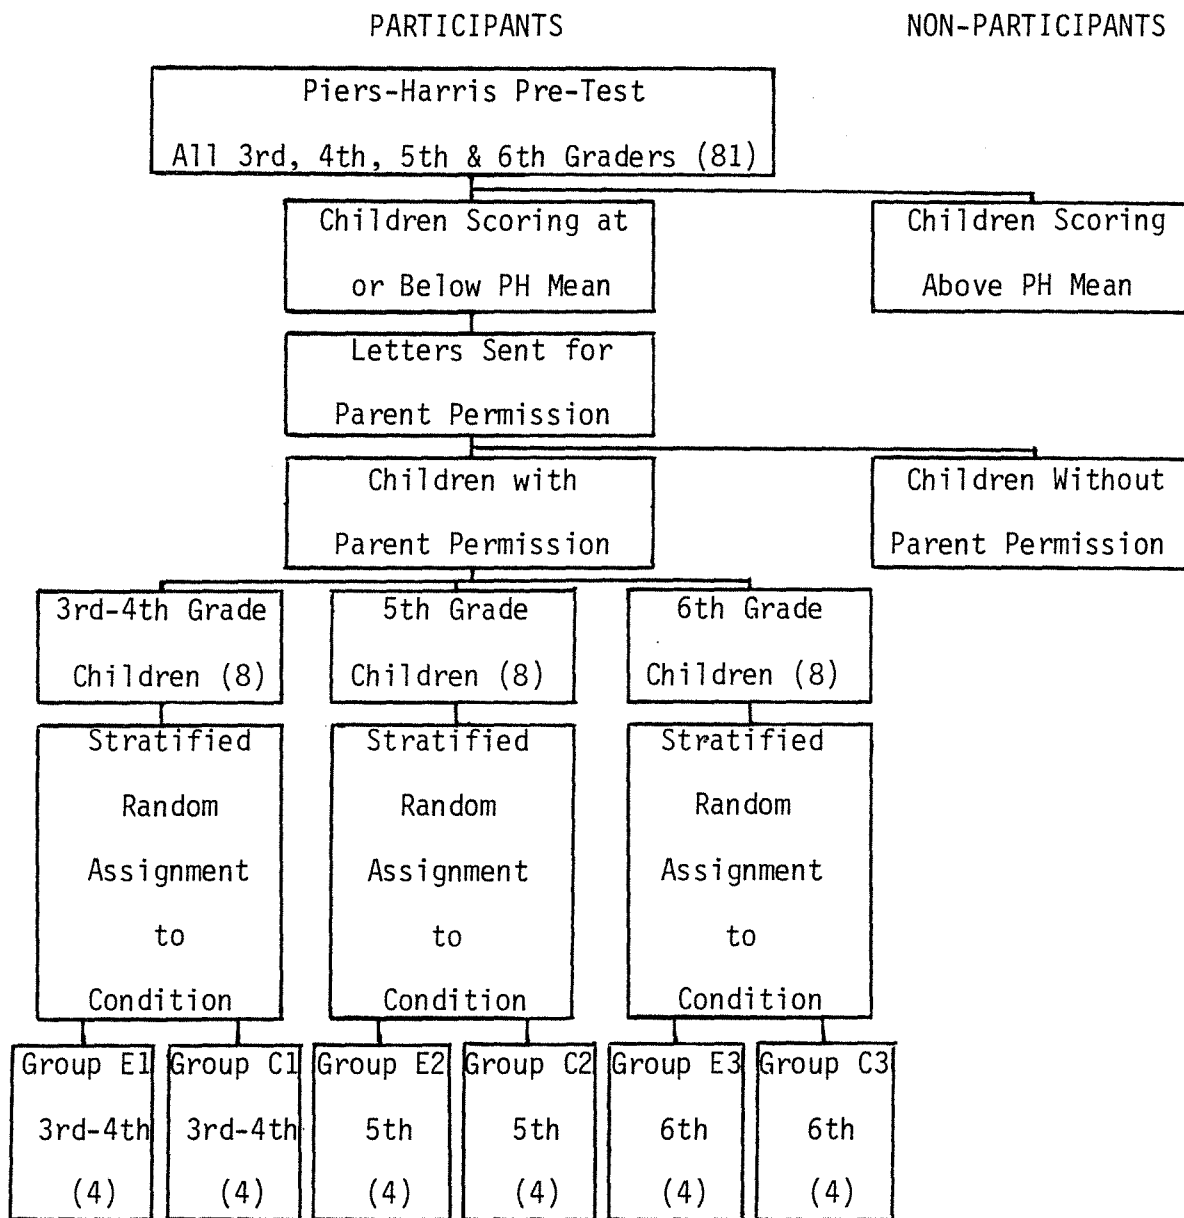 PARTICIPANTS
NON-PARTICIPANTS
Piers-Harris Pre-Test
All 3rd, 4th, 5th & 6th Graders (81)
Children Scoring at
or Below PH Mean
Children Scoring
Above PH Mean
Letters Sent for
Parent Permission
Children with
Parent Permission
Children Without
Parent Permission
3rd-4th Grade
Children (8)
5th Grade
Children (8)
6th Grade
Children (8)
Stratified
Random
Assignment
to
Condition
Stratified
Random
Assignment
to
Condition
Stratified
Random
Assignment
to
Condition
Group E1
3rd-4th
(4)
Group C1
3rd-4th
(4)
Group E2
5th
(4)
Group C2
5th
(4)
Group E3
6th
(4)
Group C3
6th
(4)